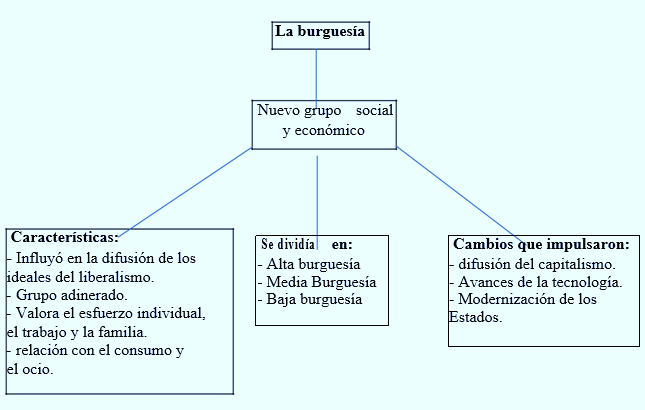 La burguesía
Nuevo grupo social
y económico
Características:
- Influyó en la difusión de los
ideales del liberalismo.
- Grupo adinerado.
- Valora el esfuerzo individual,
el trabajo y la familia.
- relación con el consumo y
el ocio.
Se dividía en:
- Alta burguesía
- Media Burguesía
- Baja burguesía
Cambios que impulsaron:
- difusión del capitalismo.
- Avances de la tecnología.
- Modernización de los
Estados.